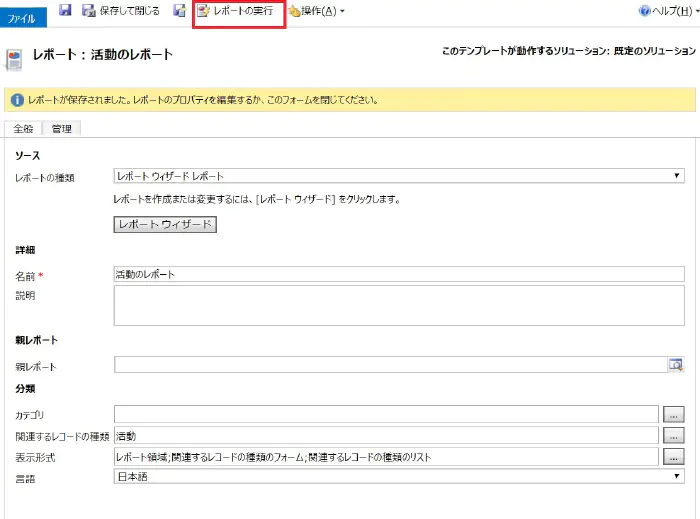 ファイル 保存して閉じる レポートの実行 操作(A) ヘルプ(H)
レポート : 活動のレポート
このテンプレートが動作するソリューション: 既定のソリューション
レポートが保存されました。レポートのプロパティを編集するか、このフォームを閉じてください。
全般 管理
ソース
レポートの種類 レポート ウィザード レポート
レポートを作成または変更するには、[レポート ウィザード] をクリックします。
レポート ウィザード
詳細
名前 * 活動のレポート
説明
親レポート
親レポート
分類
カテゴリ ...
関連するレコードの種類 活動 ...
表示形式 レポート領域;関連するレコードの種類のフォーム;関連するレコードの種類のリスト ...
言語 日本語